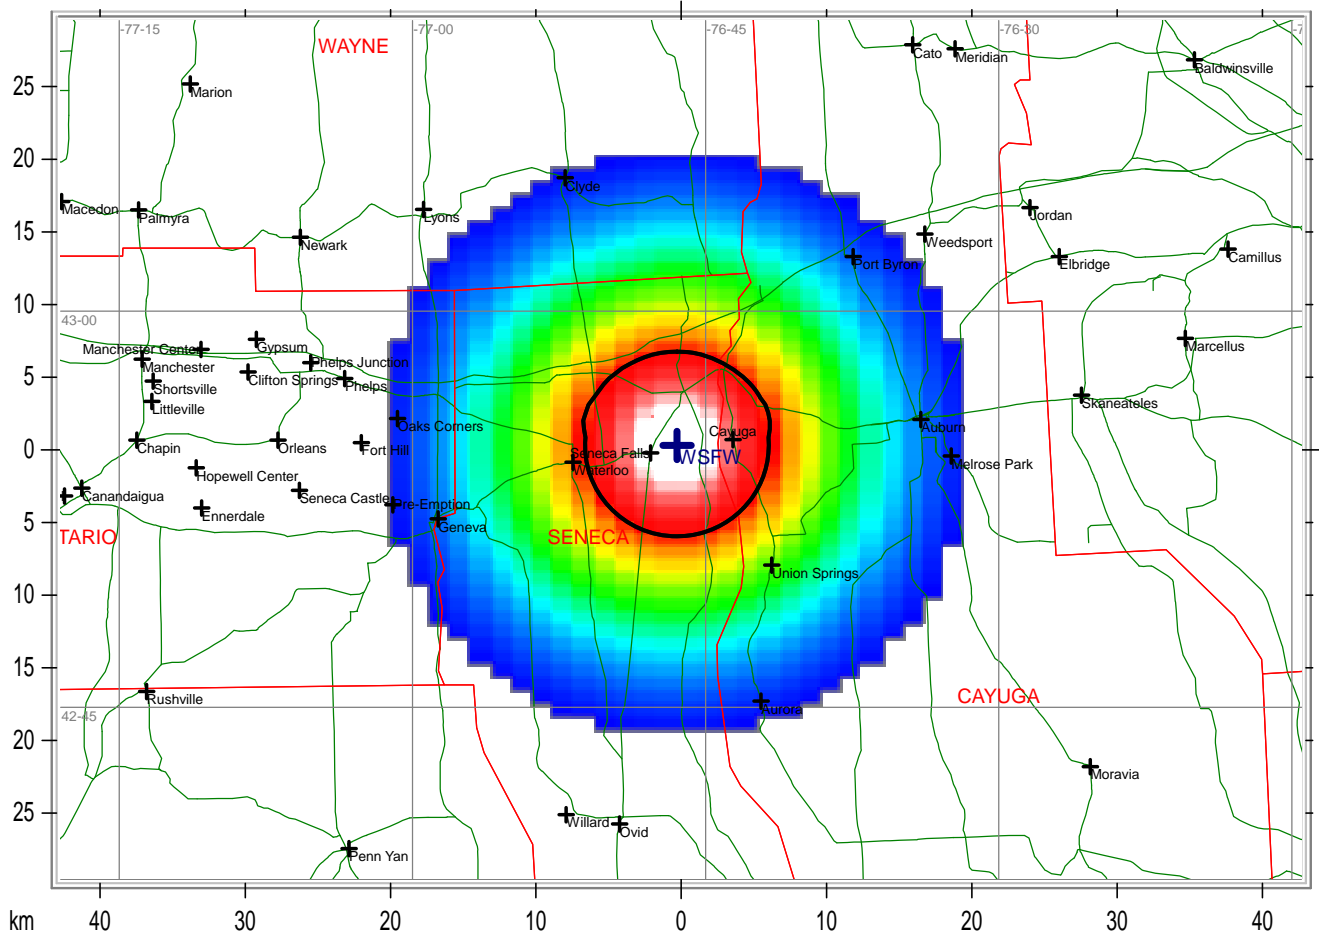 -77-15
-77-00
-76-45
-76-30
-7
WAYNE
Cato
Meridian
Baldwinsville
25
Marion
20
Clyde
Macedon
Palmyra
Lyons
Jordan
15
Newark
Weedsport
Port Byron
Elbridge
Camillus
10
43-00
Manchester Center
Gypsum
Phelps Junction
Marcellus
Manchester
5
Clifton Springs
Phelps
Shortsville
Littleville
Skaneateles
Oaks Corners
Auburn
Cayuga
0
Chapin
Orleans
Fort Hill
Seneca Falls
WSFW
Waterloo
Melrose Park
Hopewell Center
Canandaigua
Seneca Castle
Pre-Emption
Ennerdale
5
Geneva
TARIO
SENECA
Union Springs
10
15
Rushville
CAYUGA
42-45
Aurora
20
Moravia
25
Willard
Ovid
Penn Yan
km
40
30
20
10
0
10
20
30
40